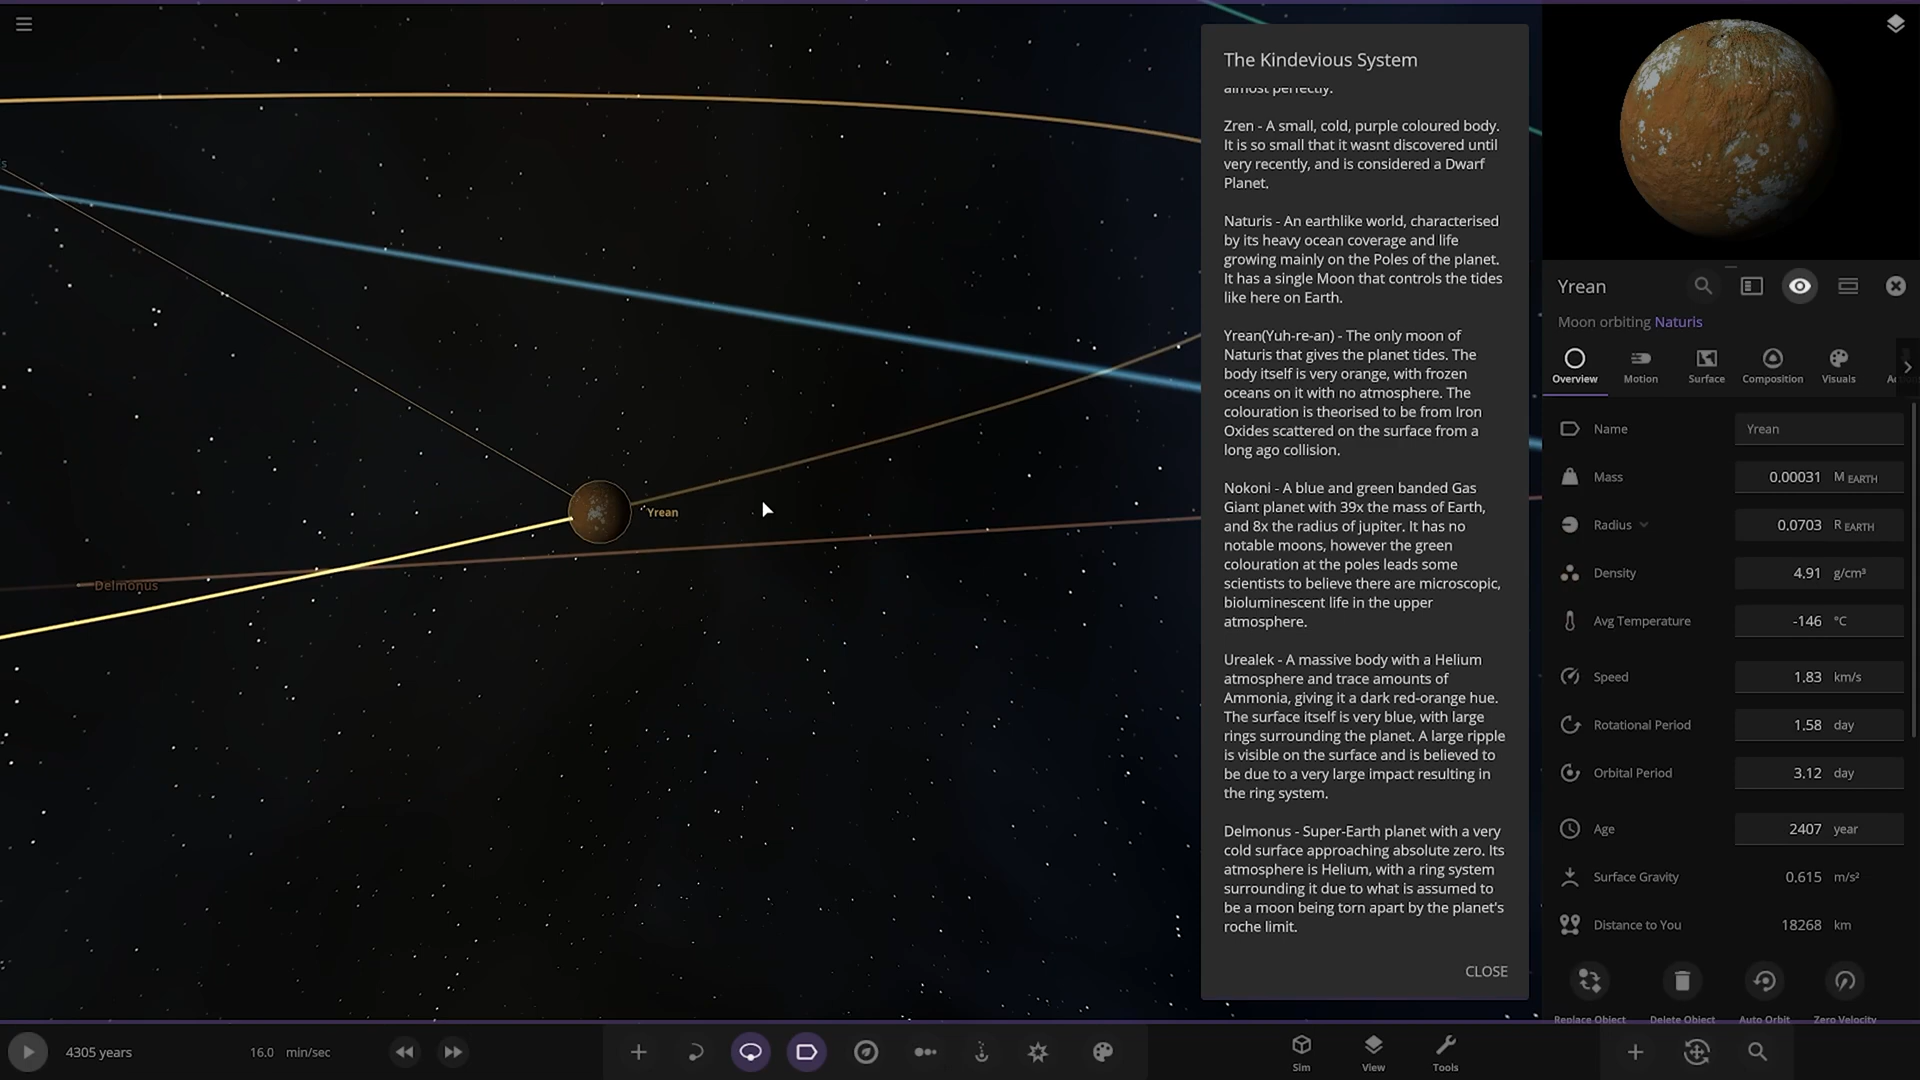 The Kindevious System
almost perfectly.
Zren - A small, cold, purple coloured body.
It is so small that it wasnt discovered until
very recently, and is considered a Dwarf
Planet.
Naturis - An earthlike world, characterised
by its heavy ocean coverage and life
growing mainly on the Poles of the planet.
It has a single Moon that controls the tides
like here on Earth.
Yrean(Yuh-re-an) - The only moon of
Naturis that gives the planet tides. The
body itself is very orange, with frozen
oceans on it with no atmosphere. The
colouration is theorised to be from Iron
Oxides scattered on the surface from a
long ago collision.
Nokoni - A blue and green banded Gas
Giant planet with 39x the mass of Earth,
and 8x the radius of jupiter. It has no
notable moons, however the green
colouration at the poles leads some
scientists to believe there are microscopic,
bioluminescent life in the upper
atmosphere.
Urealek - A massive body with a Helium
atmosphere and trace amounts of
Ammonia, giving it a dark red-orange hue.
The surface itself is very blue, with large
rings surrounding the planet. A large ripple
is visible on the surface and is believed to
be due to a very large impact resulting in
the ring system.
Delmonus - Super-Earth planet with a very
cold surface approaching absolute zero. Its
atmosphere is Helium, with a ring system
surrounding it due to what is assumed to
be a moon being torn apart by the planet's
roche limit.
CLOSE
s
Yrean
Delmonus
Yrean
Moon orbiting Naturis
Overview Motion Surface Composition Visuals
Name Yrean
Mass 0.00031 M EARTH
Radius 0.0703 R EARTH
Density 4.91 g/cm³
Avg Temperature -146 °C
Speed 1.83 km/s
Rotational Period 1.58 day
Orbital Period 3.12 day
Age 2407 year
Surface Gravity 0.615 m/s²
Distance to You 18268 km
Replace Object Delete Object Auto Orbit Zero Velocity
4305 years 16.0 min/sec
Sim View Tools